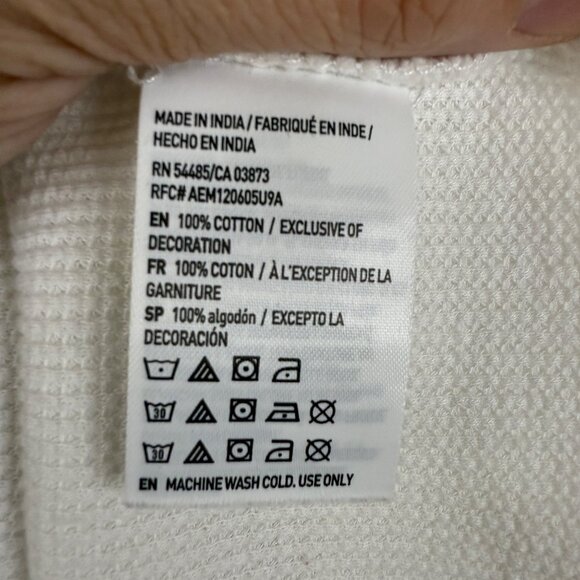 MADE IN INDIA / FABRIQUÉ EN INDE /
HECHO EN INDIA
RN 54485/CA 03873
RFC# AEM120605U9A
EN 100% COTTON / EXCLUSIVE OF
DECORATION
FR 100% COTON / À L'EXCEPTION DE LA
GARNITURE
SP 100% algodón / EXCEPTO LA
DECORACIÓN
30
30
EN MACHINE WASH COLD. USE ONLY